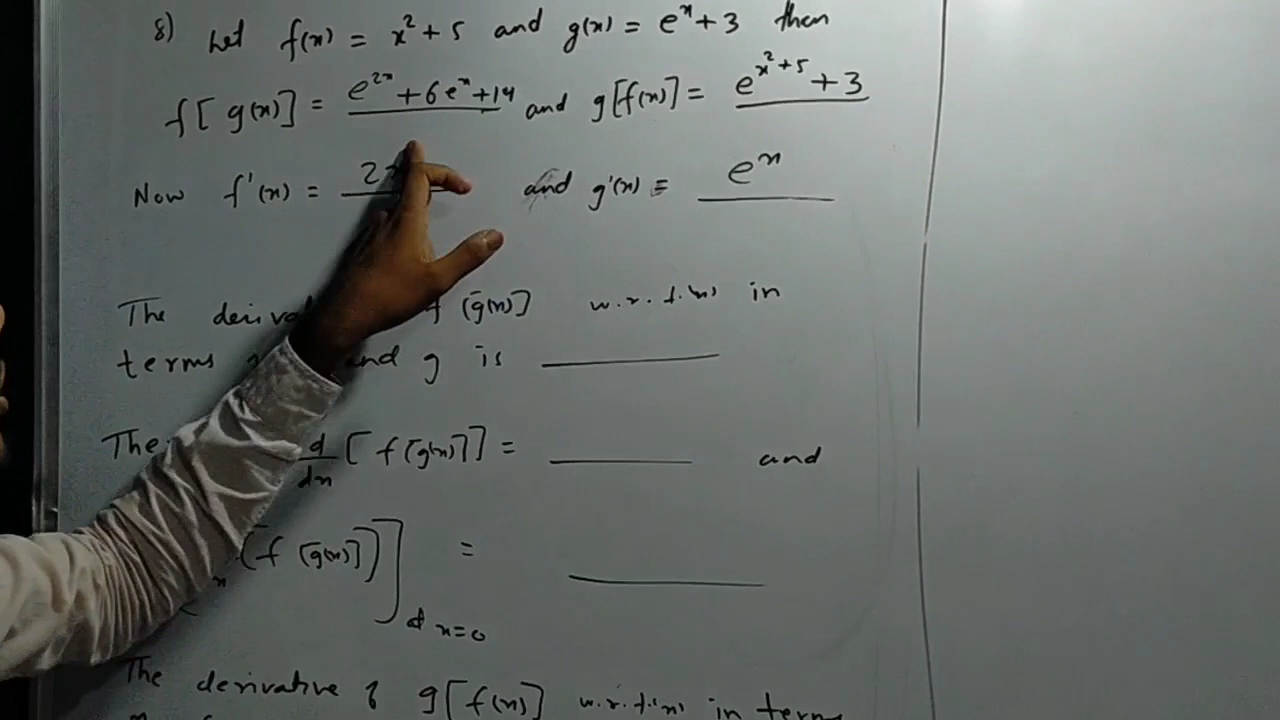 8) Let f(x) = x² + 5 and g(x) = eˣ + 3 then
f[g(x)] = e²ˣ + 6eˣ + 14 and g[f(x)] = e^(x²+5) + 3
Now f'(x) = 2x and g'(x) = eˣ
The f[g(x)] w.r.t.(x) in
terms and g is
The d/dx [f[g(x)]] = and
(f[g(x)])] x=0 =
The derivative of g[f(x)] w.r.t.(x) in terms